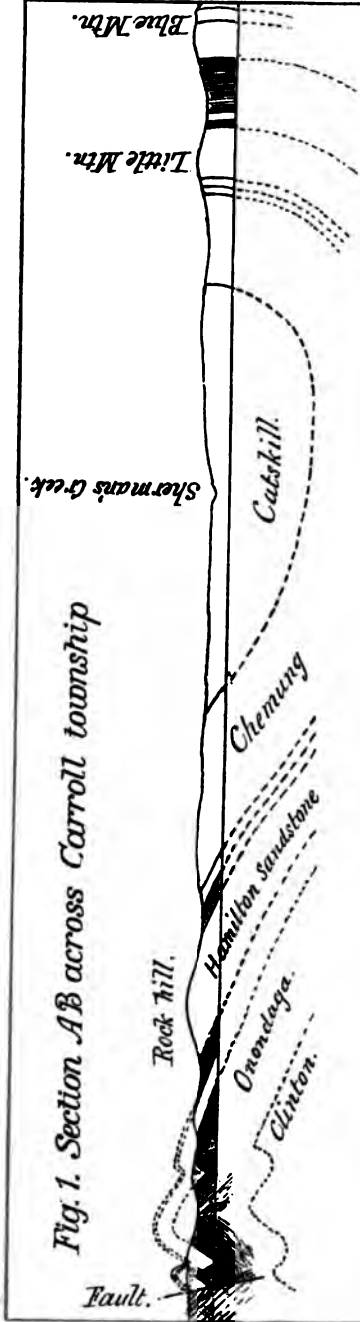 Fig. 1. Section AB across Carroll township
Fault.
Rock hill.
Sherman's Creek.
Little Mtn.
Blue Mtn.
Clinton.
Onondaga.
Hamilton Sandstone
Chemung
Catskill.